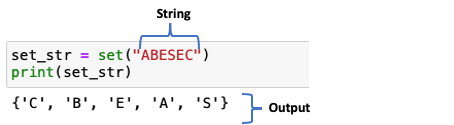 String
set_str = set("ABESEC")
print(set_str)
{'C', 'B', 'E', 'A', 'S'}
Output